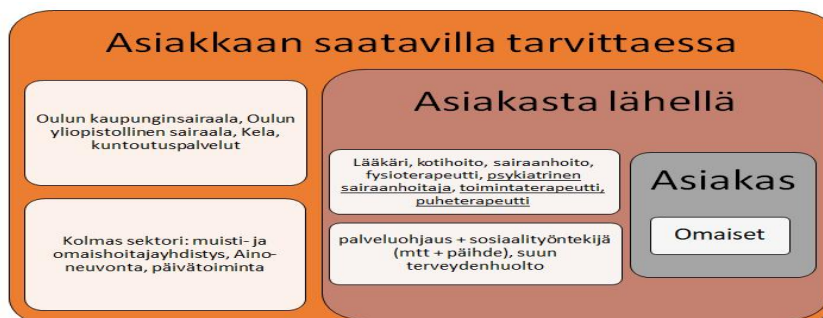 Asiakkaan saatavilla tarvittaessa
Oulun kaupunginsairaala, Oulun
yliopistollinen sairaala, Kela,
kuntoutuspalvelut
Kolmas sektori: muisti- ja
omaishoitajayhdistys, Aino-
neuvonta, päivätoiminta
Asiakasta lähellä
Lääkäri, kotihoito, sairaanhoito,
fysioterapeutti, psykiatrinen
sairaanhoitaja, toimintaterapeutti,
puheterapeutti
palveluohjaus + sosiaalityöntekijä
(mtt + päihde), suun
terveydenhuolto
Asiakas
Omaiset